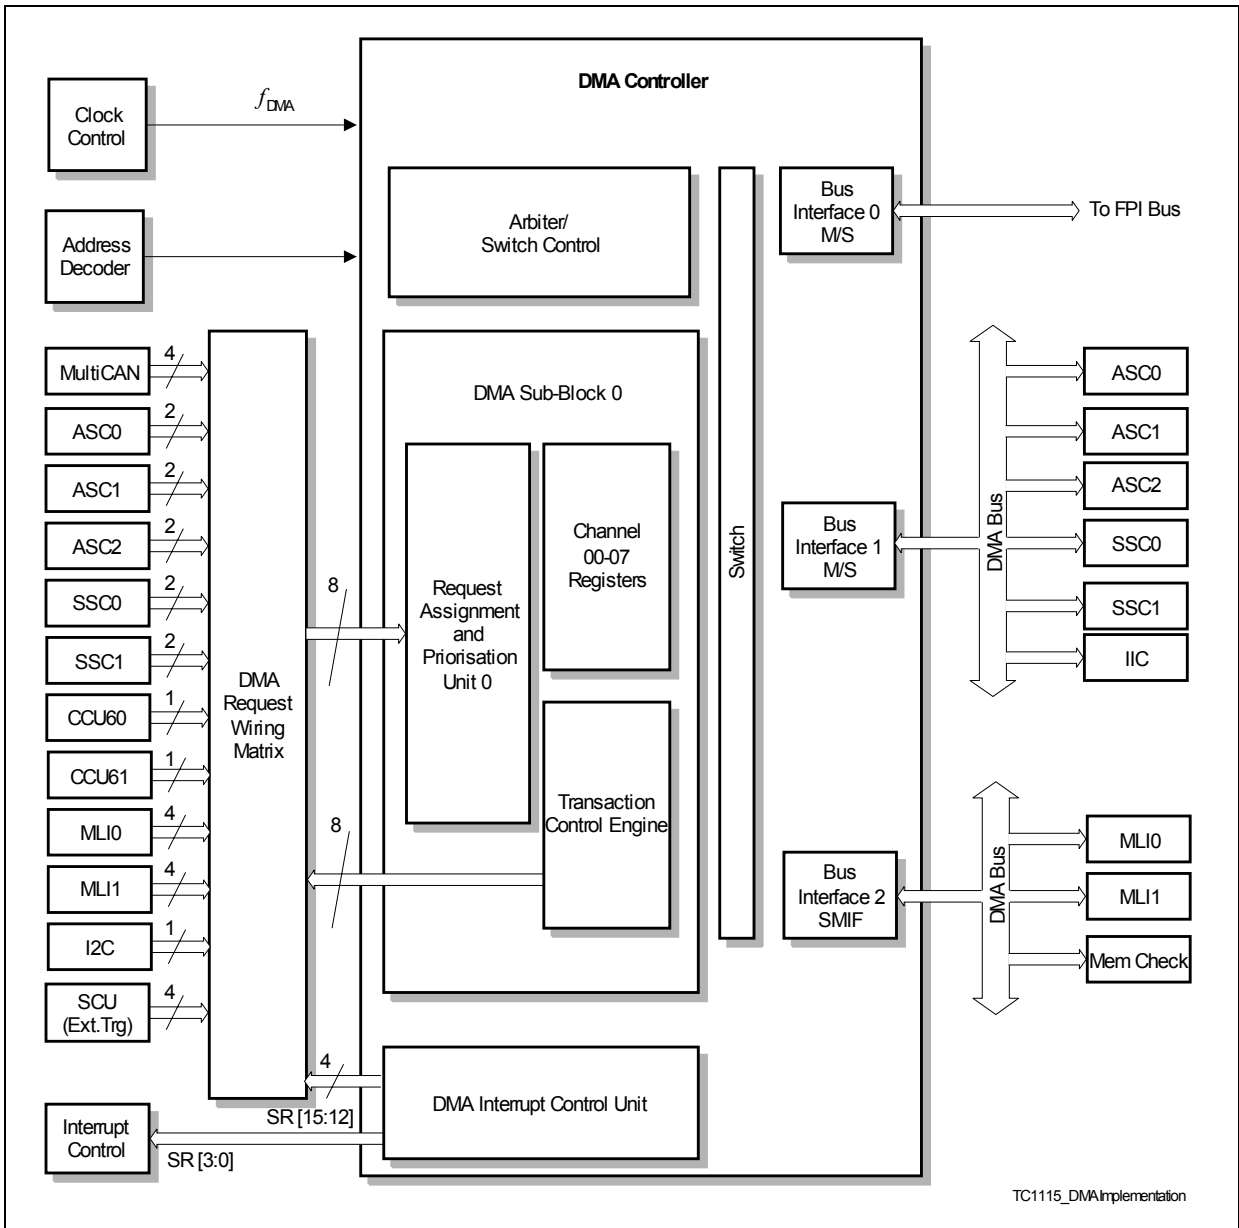 DMA Controller
Clock
Control
fDMA
Arbiter/
Switch Control
Bus
Interface 0
M/S
To FPI Bus
Address
Decoder
MultiCAN
4
ASC0
2
ASC1
2
ASC2
2
SSC0
2
SSC1
2
CCU60
1
CCU61
1
MLI0
4
MLI1
4
I2C
1
SCU
(Ext.Trg)
4
DMA
Request
Wiring
Matrix
8
8
DMA Sub-Block 0
Request
Assignment
and
Priorisation
Unit 0
Channel
00-07
Registers
Transaction
Control Engine
Switch
Bus
Interface 1
M/S
DMA Bus
ASC0
ASC1
ASC2
SSC0
SSC1
IIC
Bus
Interface 2
SMIF
DMA Bus
MLI0
MLI1
Mem Check
4
SR [15:12]
DMA Interrupt Control Unit
Interrupt
Control
SR [3:0]
TC1115_DMAImplementation